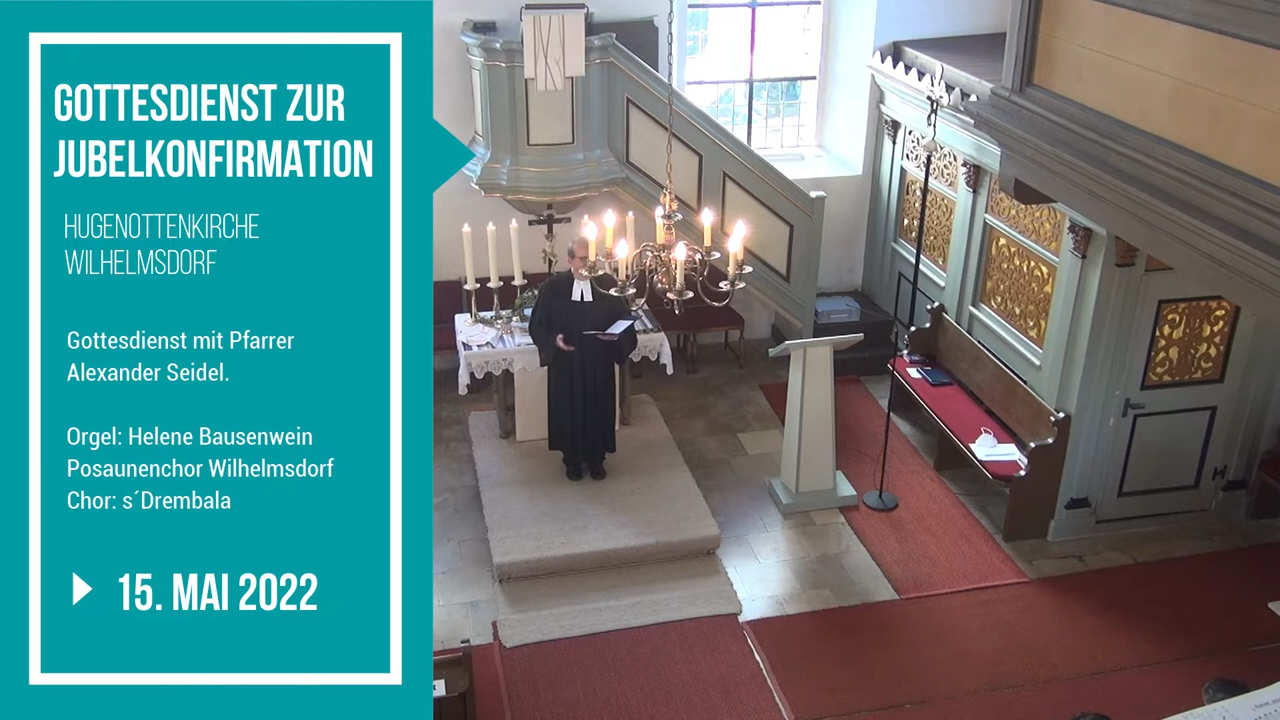 GOTTESDIENST ZUR
JUBELKONFIRMATION
HUGENOTTENKIRCHE
WILHELMSDORF
Gottesdienst mit Pfarrer
Alexander Seidel.
Orgel: Helene Bausenwein
Posaunenchor Wilhelmsdorf
Chor: s´Drembala
15. MAI 2022